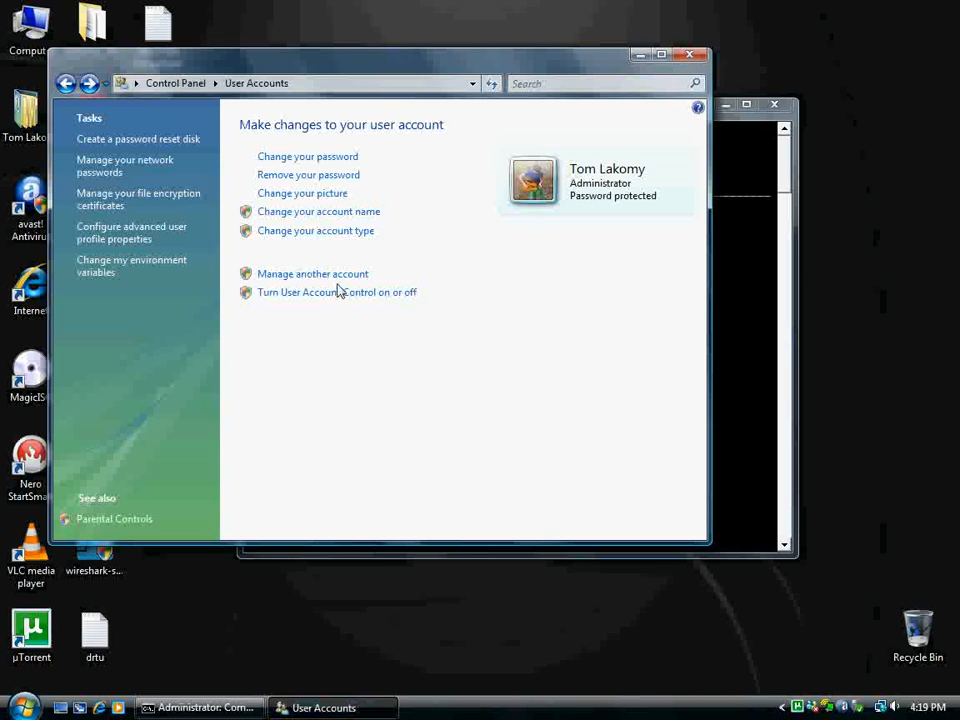 Comput
Control Panel
User Accounts
Search
Tasks
Create a password reset disk
Manage your network
passwords
Manage your file encryption
certificates
Configure advanced user
profile properties
Change my environment
variables
See also
Parental Controls
Make changes to your user account
Change your password
Remove your password
Change your picture
Change your account name
Change your account type
Manage another account
Turn User Account Control on or off
Tom Lakomy
Administrator
Password protected
Tom Lako
avast!
Antivir
Internet
MagicIS
Nero
StartSma
VLC media
player
wireshark-s...
µTorrent
drtu
Recycle Bin
Administrator: Com...
User Accounts
4:19 PM